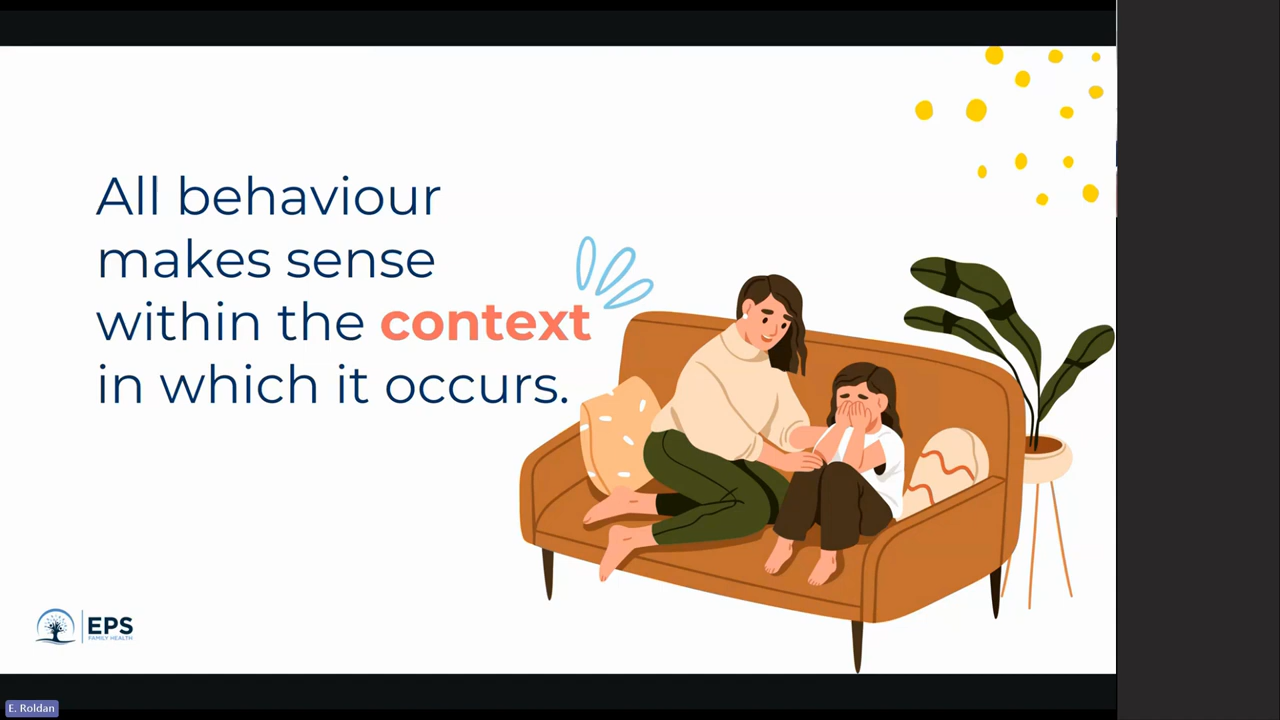 All behaviour
makes sense
within the context
in which it occurs.
EPS
FAMILY HEALTH
E. Roldan